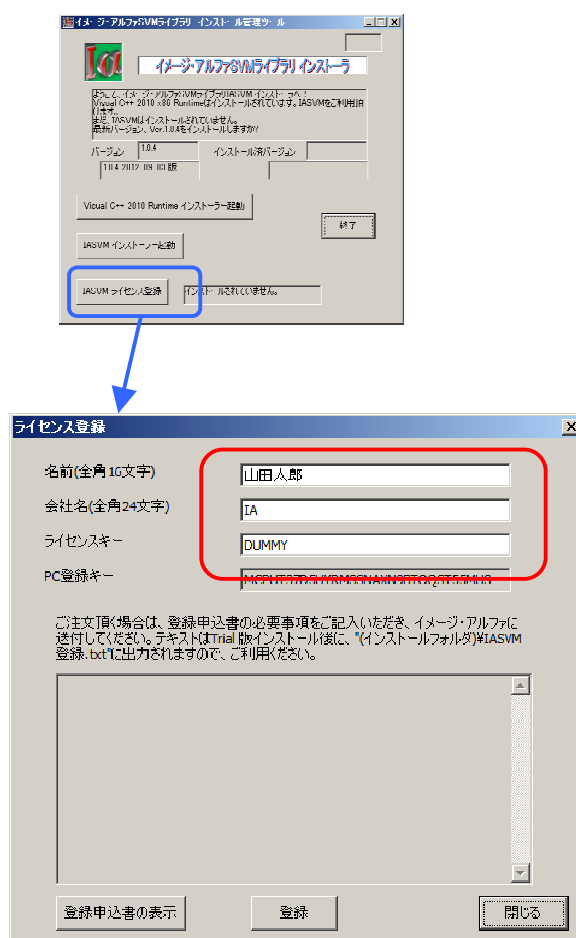 イメージ・アルファSVMライブラリ インストール管理ツール
Iα
イメージ・アルファSVMライブラリ インストーラ
ようこそ、イメージ・アルファSVMライブラリIASVM インストーラへ!
Visual C++ 2010 x86 Runtimeはインストールされています。IASVMをご利用頂
けます。
まだ、IASVMはインストールされていません。
最新バージョン、Ver.1.0.4をインストールしますか?
バージョン 1.0.4 インストール済バージョン
1.0.4 2012-09-03版
Visual C++ 2010 Runtime インストーラー起動
終了
IASVM インストーラー起動
IASVM ライセンス登録 インストールされていません。
ライセンス登録
名前(全角16文字) 山田太郎
会社名(全角24文字) IA
ライセンスキー DUMMY
PC登録キー
ご注文頂く場合は、登録申込書の必要事項をご記入いただき、イメージ・アルファに
送付してください。テキストはTrial版インストール後に、"(インストールフォルダ)¥IASVM
登録.txt"に出力されますので、ご利用ください。
登録申込書の表示 登録 閉じる